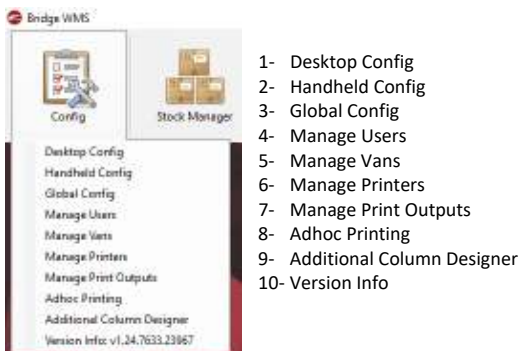 Bridge WMS
Config
Stock Manager
Desktop Config
Handheld Config
Global Config
Manage Users
Manage Vans
Manage Printers
Manage Print Outputs
Adhoc Printing
Additional Column Designer
Version Info: v1.24.7633.23967
1- Desktop Config
2- Handheld Config
3- Global Config
4- Manage Users
5- Manage Vans
6- Manage Printers
7- Manage Print Outputs
8- Adhoc Printing
9- Additional Column Designer
10- Version Info